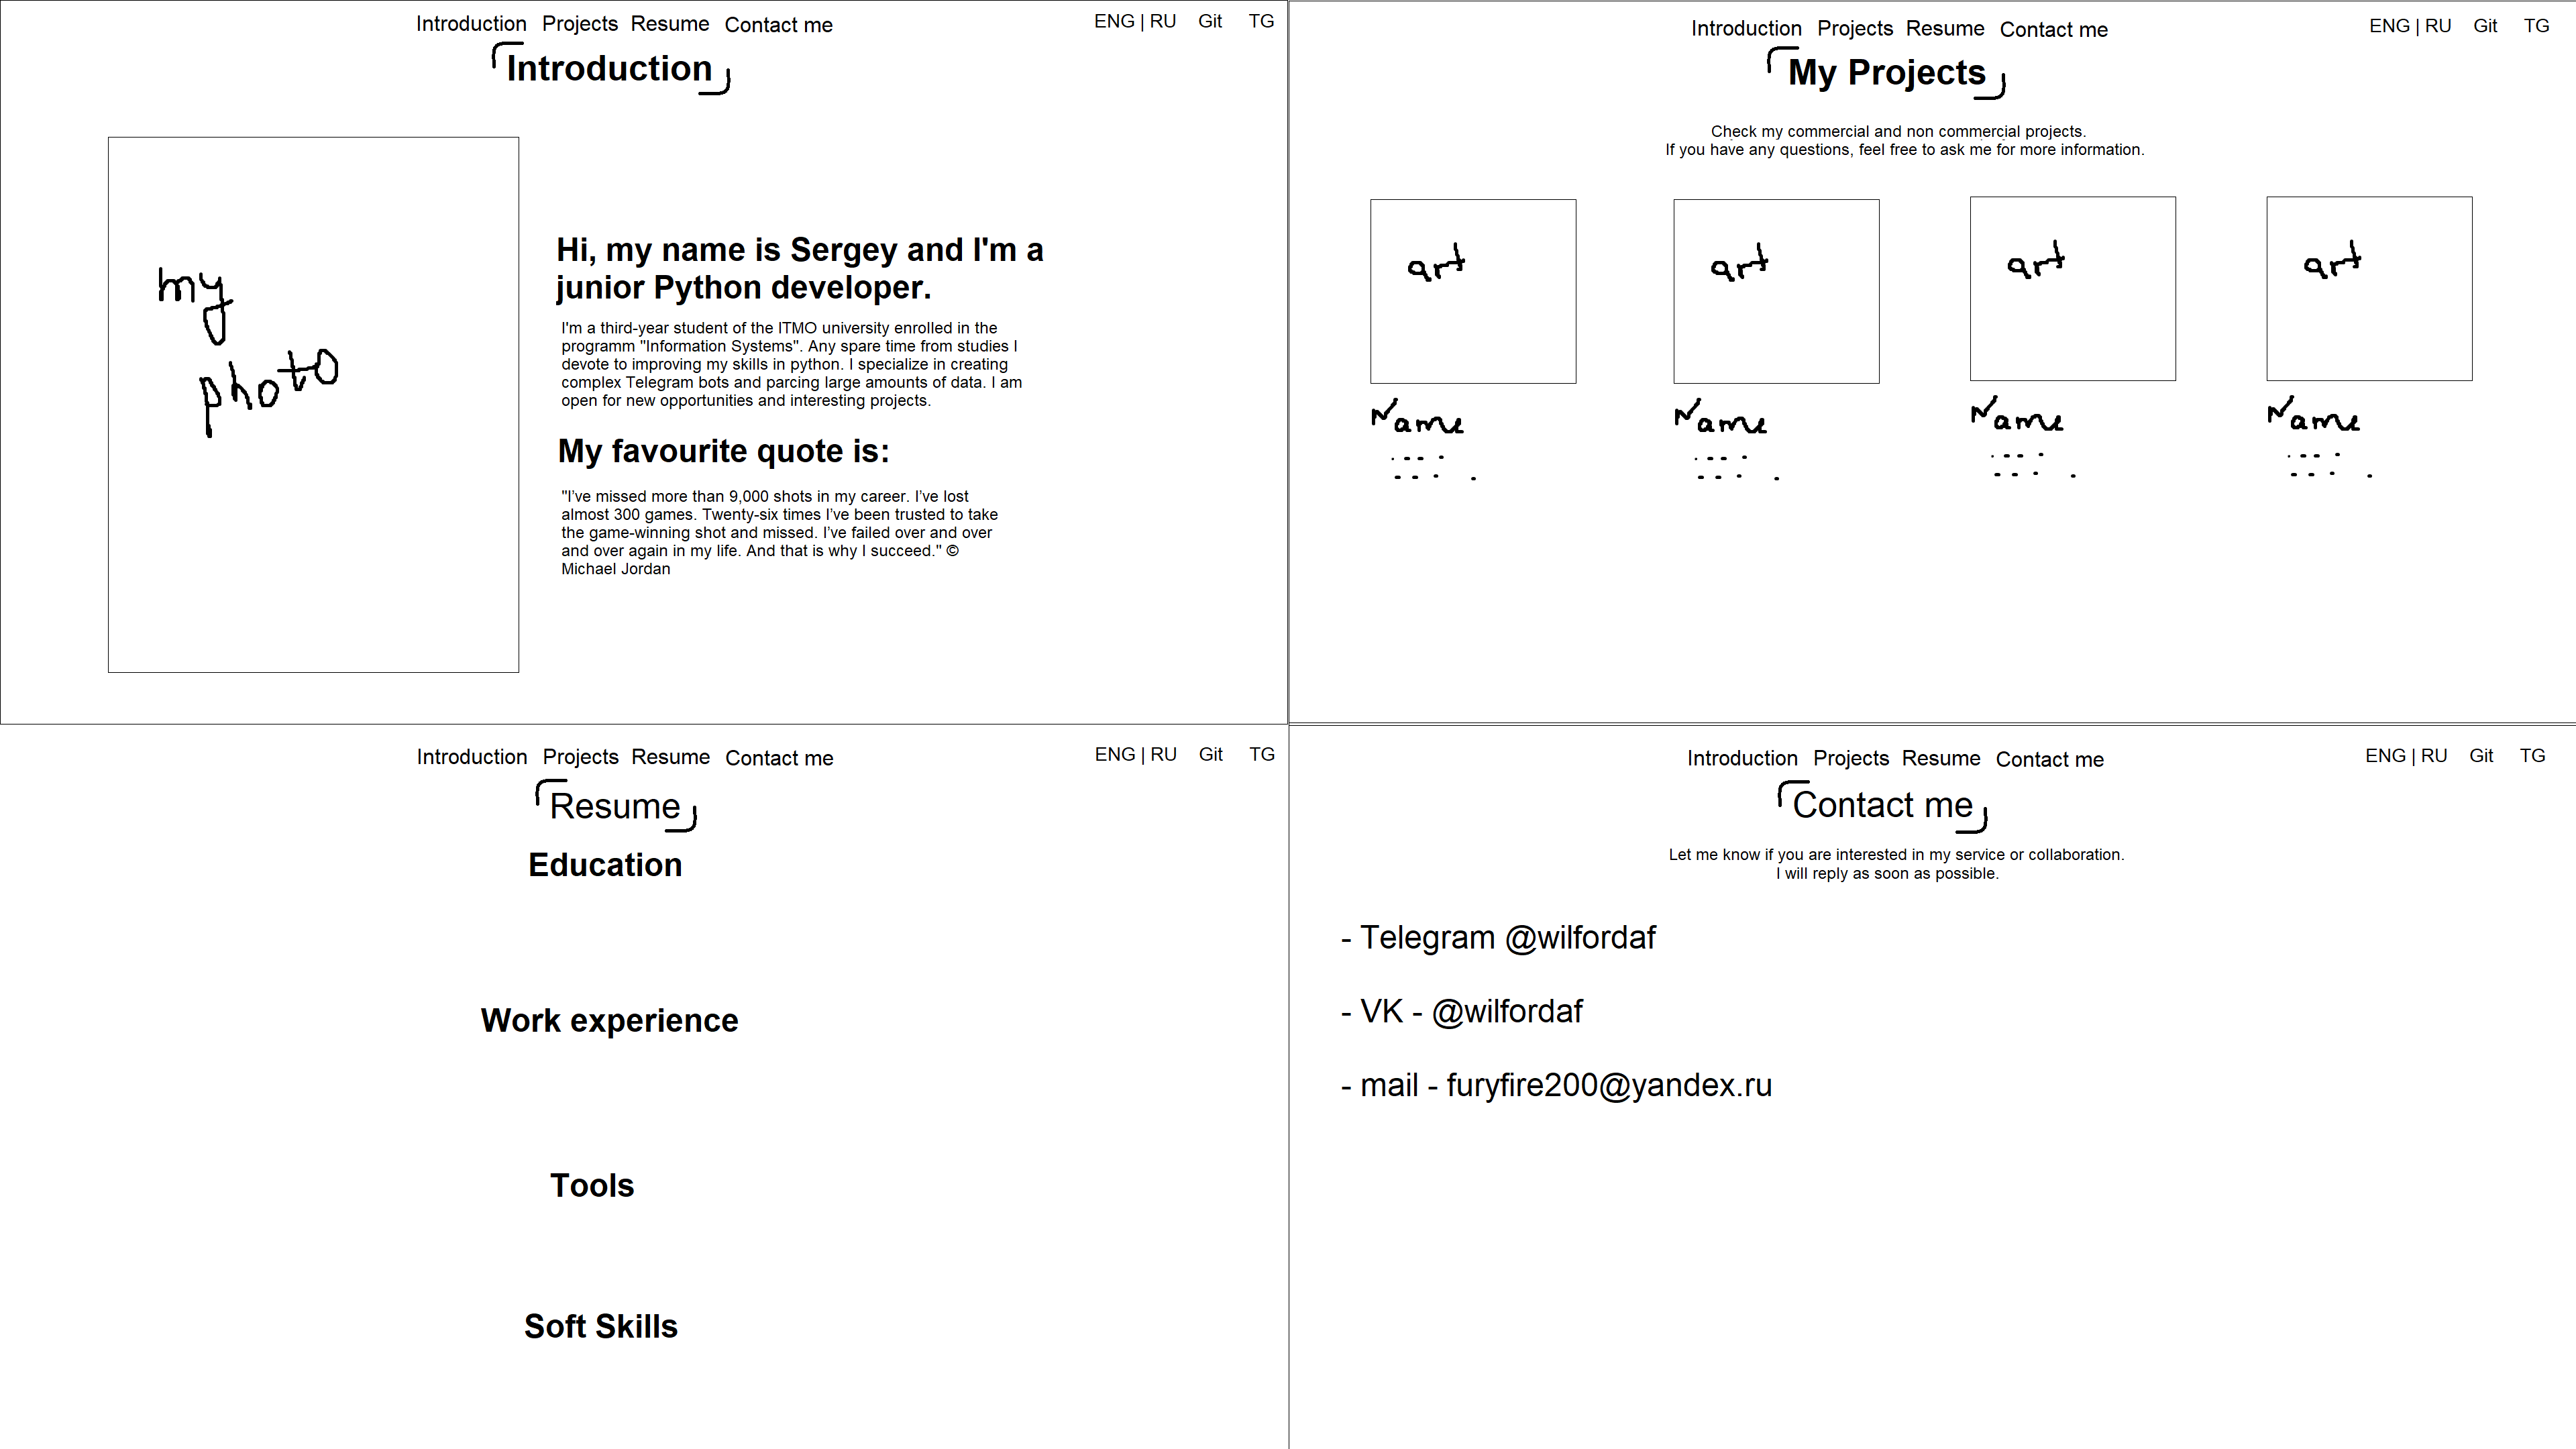 Introduction Projects Resume Contact me ENG | RU Git TG
Introduction
my
photo
Hi, my name is Sergey and I'm a
junior Python developer.
I'm a third-year student of the ITMO university enrolled in the
programm "Information Systems". Any spare time from studies I
devote to improving my skills in python. I specialize in creating
complex Telegram bots and parcing large amounts of data. I am
open for new opportunities and interesting projects.
My favourite quote is:
"I've missed more than 9,000 shots in my career. I've lost
almost 300 games. Twenty-six times I've been trusted to take
the game-winning shot and missed. I've failed over and over
and over again in my life. And that is why I succeed." ©
Michael Jordan
Introduction Projects Resume Contact me ENG | RU Git TG
My Projects
Check my commercial and non commercial projects.
If you have any questions, feel free to ask me for more information.
art art art art
Name Name Name Name
Introduction Projects Resume Contact me ENG | RU Git TG
Resume
Education
Work experience
Tools
Soft Skills
Introduction Projects Resume Contact me ENG | RU Git TG
Contact me
Let me know if you are interested in my service or collaboration.
I will reply as soon as possible.
- Telegram @wilfordaf
- VK - @wilfordaf
- mail - furyfire200@yandex.ru